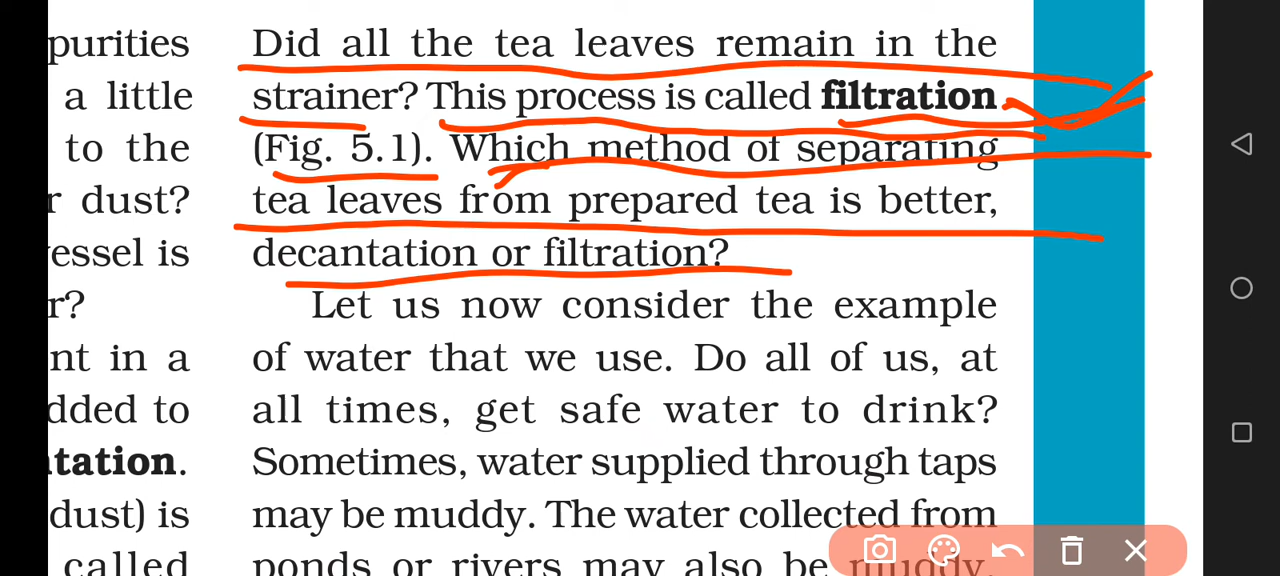 purities
a little
to the
r dust?
essel is
r?
nt in a
dded to
tation.
dust) is
called
Did all the tea leaves remain in the
strainer? This process is called filtration
(Fig. 5.1). Which method of separating
tea leaves from prepared tea is better,
decantation or filtration?
Let us now consider the example
of water that we use. Do all of us, at
all times, get safe water to drink?
Sometimes, water supplied through taps
may be muddy. The water collected from
ponds or rivers may also be muddy,